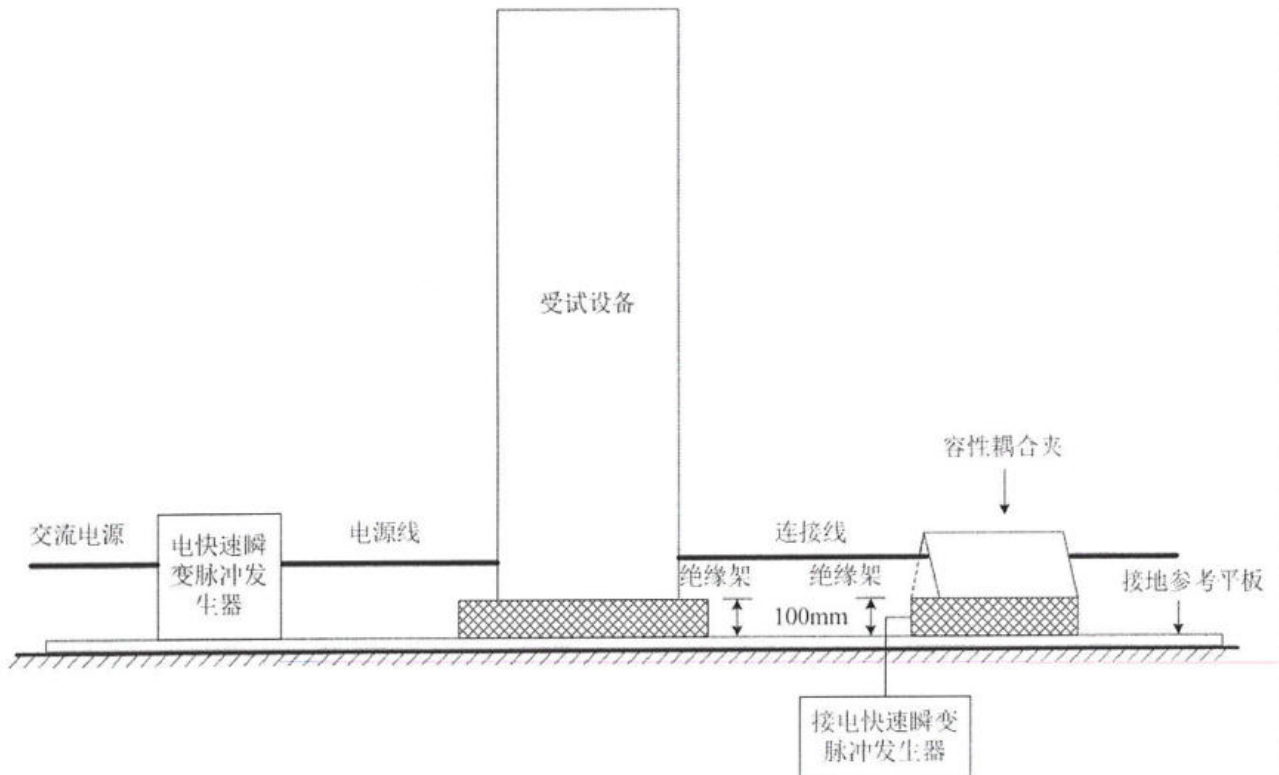 受试设备
容性耦合夹
交流电源
电快速瞬
变脉冲发
生器
电源线
连接线
绝缘架
绝缘架
100mm
接地参考平板
接电快速瞬变
脉冲发生器